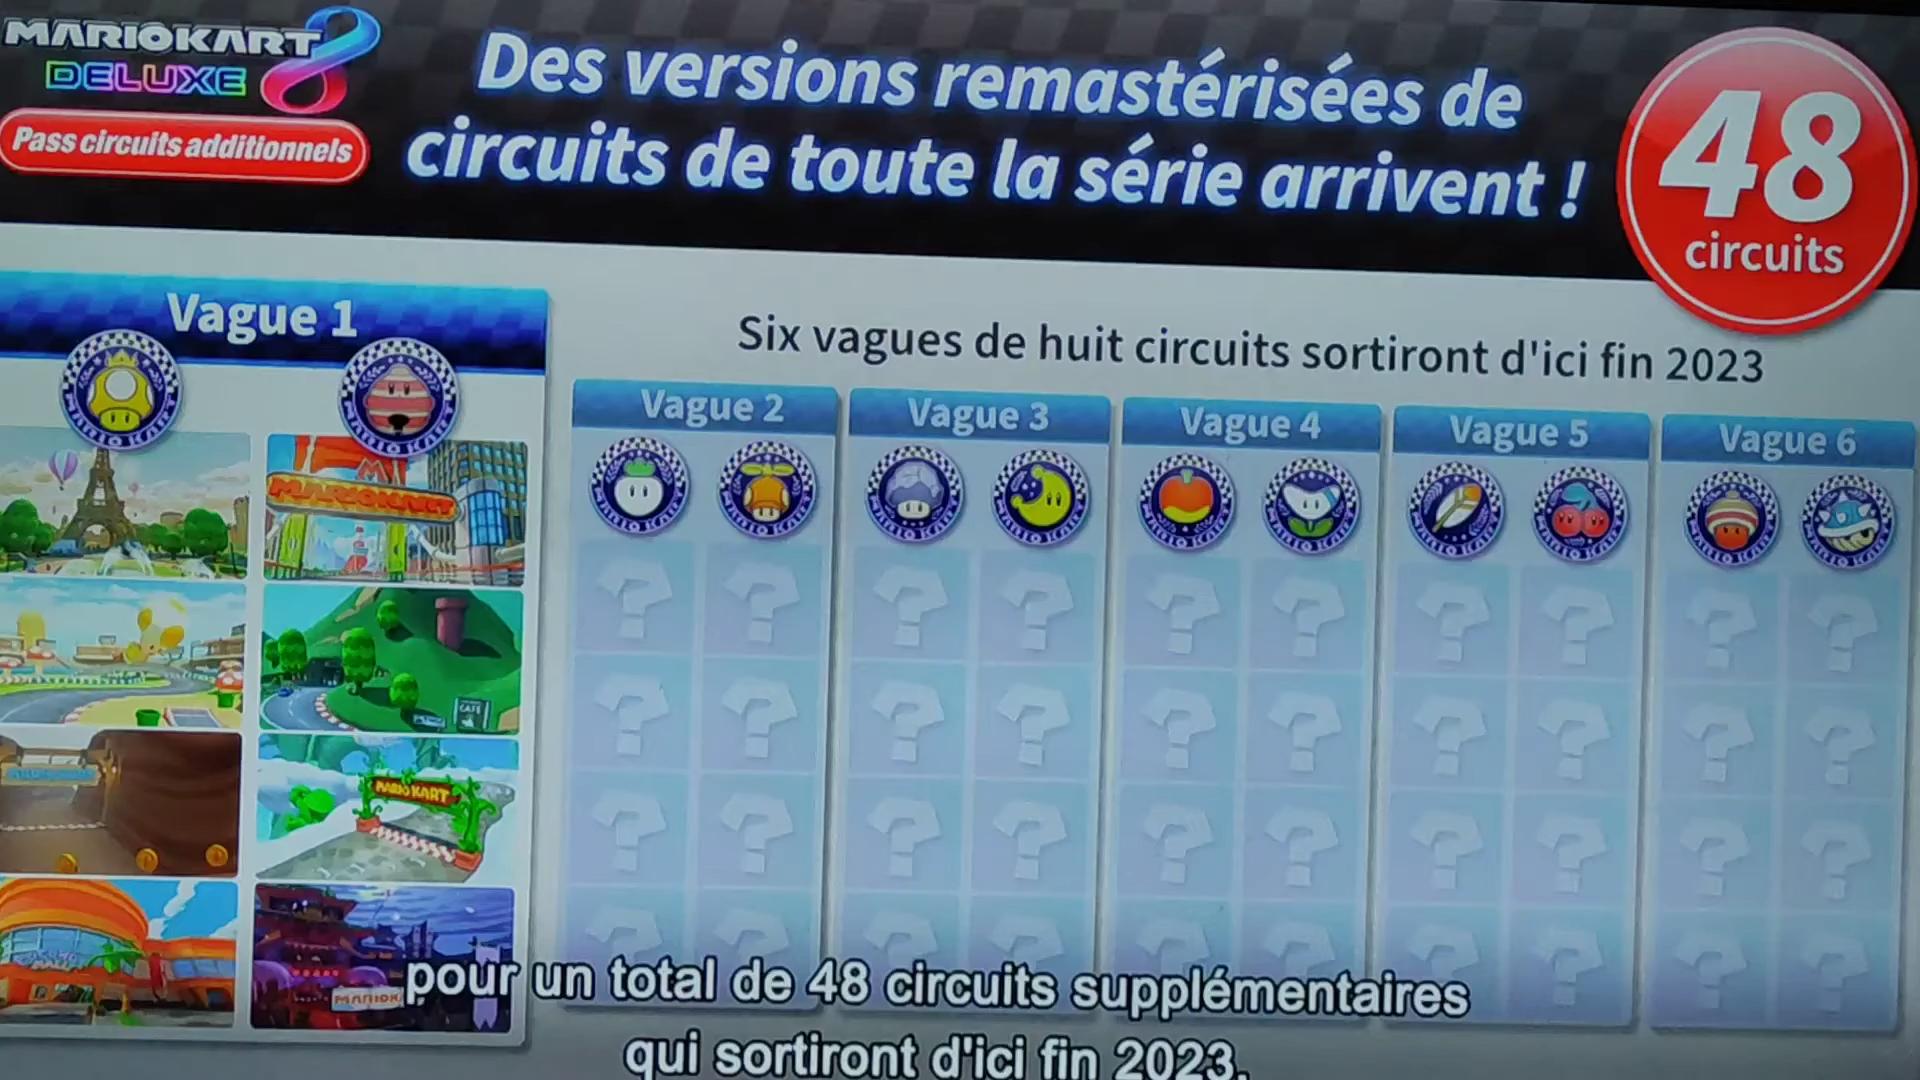 MARIOKART 8
DELUXE
Pass circuits additionnels
Des versions remastérisées de
circuits de toute la série arrivent !
48
circuits
Vague 1
Six vagues de huit circuits sortiront d'ici fin 2023
Vague 2
Vague 3
Vague 4
Vague 5
Vague 6
MARIO KART
MARIOKART
CAFE
MARIO KART
pour un total de 48 circuits supplémentaires
qui sortiront d'ici fin 2023.